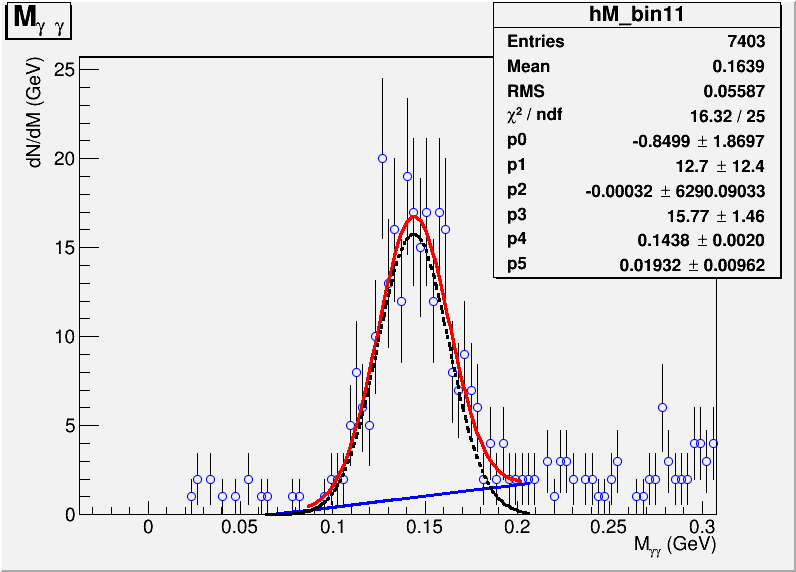 Mγ γ
hM_bin11
Entries 7403
Mean 0.1639
RMS 0.05587
χ² / ndf 16.32 / 25
p0 -0.8499 ± 1.8697
p1 12.7 ± 12.4
p2 -0.00032 ± 6290.09033
p3 15.77 ± 1.46
p4 0.1438 ± 0.0020
p5 0.01932 ± 0.00962
dN/dM (GeV)
25
20
15
10
5
0
0 0.05 0.1 0.15 0.2 0.25 0.3
Mγγ (GeV)